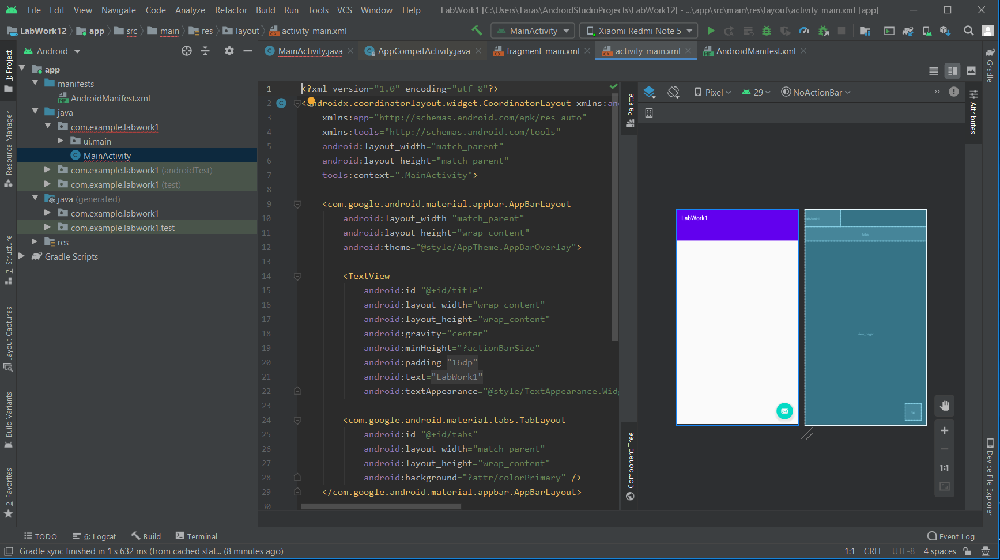 File Edit View Navigate Code Analyze Refactor Build Run Tools VCS Window Help LabWork1 [C:\Users\Taras\AndroidStudioProjects\LabWork12] - ...\app\src\main\res\layout\activity_main.xml [app]
LabWork12 app src main res layout activity_main.xml MainActivity Xiaomi Redmi Note 5
Android MainActivity.java AppCompatActivity.java fragment_main.xml activity_main.xml AndroidManifest.xml
1: Project
Resource Manager
7: Structure
Layout Captures
Build Variants
2: Favorites
app
manifests
AndroidManifest.xml
java
com.example.labwork1
ui.main
MainActivity
com.example.labwork1 (androidTest)
com.example.labwork1 (test)
java (generated)
com.example.labwork1
com.example.labwork1.test
res
Gradle Scripts
1 <?xml version="1.0" encoding="utf-8"?>
2 <androidx.coordinatorlayout.widget.CoordinatorLayout xmlns:an
3 xmlns:app="http://schemas.android.com/apk/res-auto"
4 xmlns:tools="http://schemas.android.com/tools"
5 android:layout_width="match_parent"
6 android:layout_height="match_parent"
7 tools:context=".MainActivity">
8
9 <com.google.android.material.appbar.AppBarLayout
10 android:layout_width="match_parent"
11 android:layout_height="wrap_content"
12 android:theme="@style/AppTheme.AppBarOverlay">
13
14 <TextView
15 android:id="@+id/title"
16 android:layout_width="wrap_content"
17 android:layout_height="wrap_content"
18 android:gravity="center"
19 android:minHeight="?actionBarSize"
20 android:padding="16dp"
21 android:text="LabWork1"
22 android:textAppearance="@style/TextAppearance.Widg
23
24 <com.google.android.material.tabs.TabLayout
25 android:id="@+id/tabs"
26 android:layout_width="match_parent"
27 android:layout_height="wrap_content"
28 android:background="?attr/colorPrimary" />
29 </com.google.android.material.appbar.AppBarLayout>
30
Palette
Component Tree
Pixel 29 NoActionBar
LabWork1
tabs
view_pager
fab
1:1
Attributes
Gradle
Device File Explorer
TODO 6: Logcat Build Terminal Event Log
Gradle sync finished in 1 s 632 ms (from cached stat... (8 minutes ago) 1:1 CRLF UTF-8 4 spaces